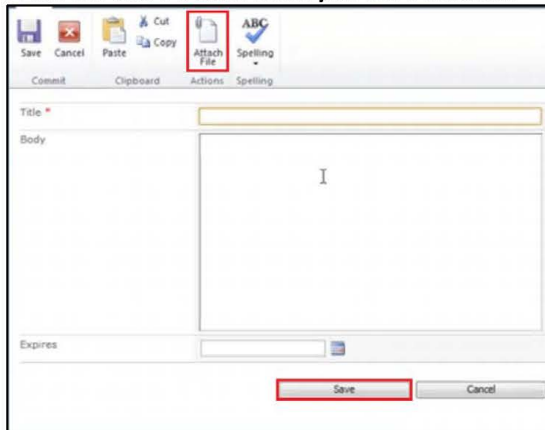 Save Cancel Paste Cut Copy Attach File ABC Spelling
Commit Clipboard Actions Spelling
Title *
Body
Expires
Save Cancel